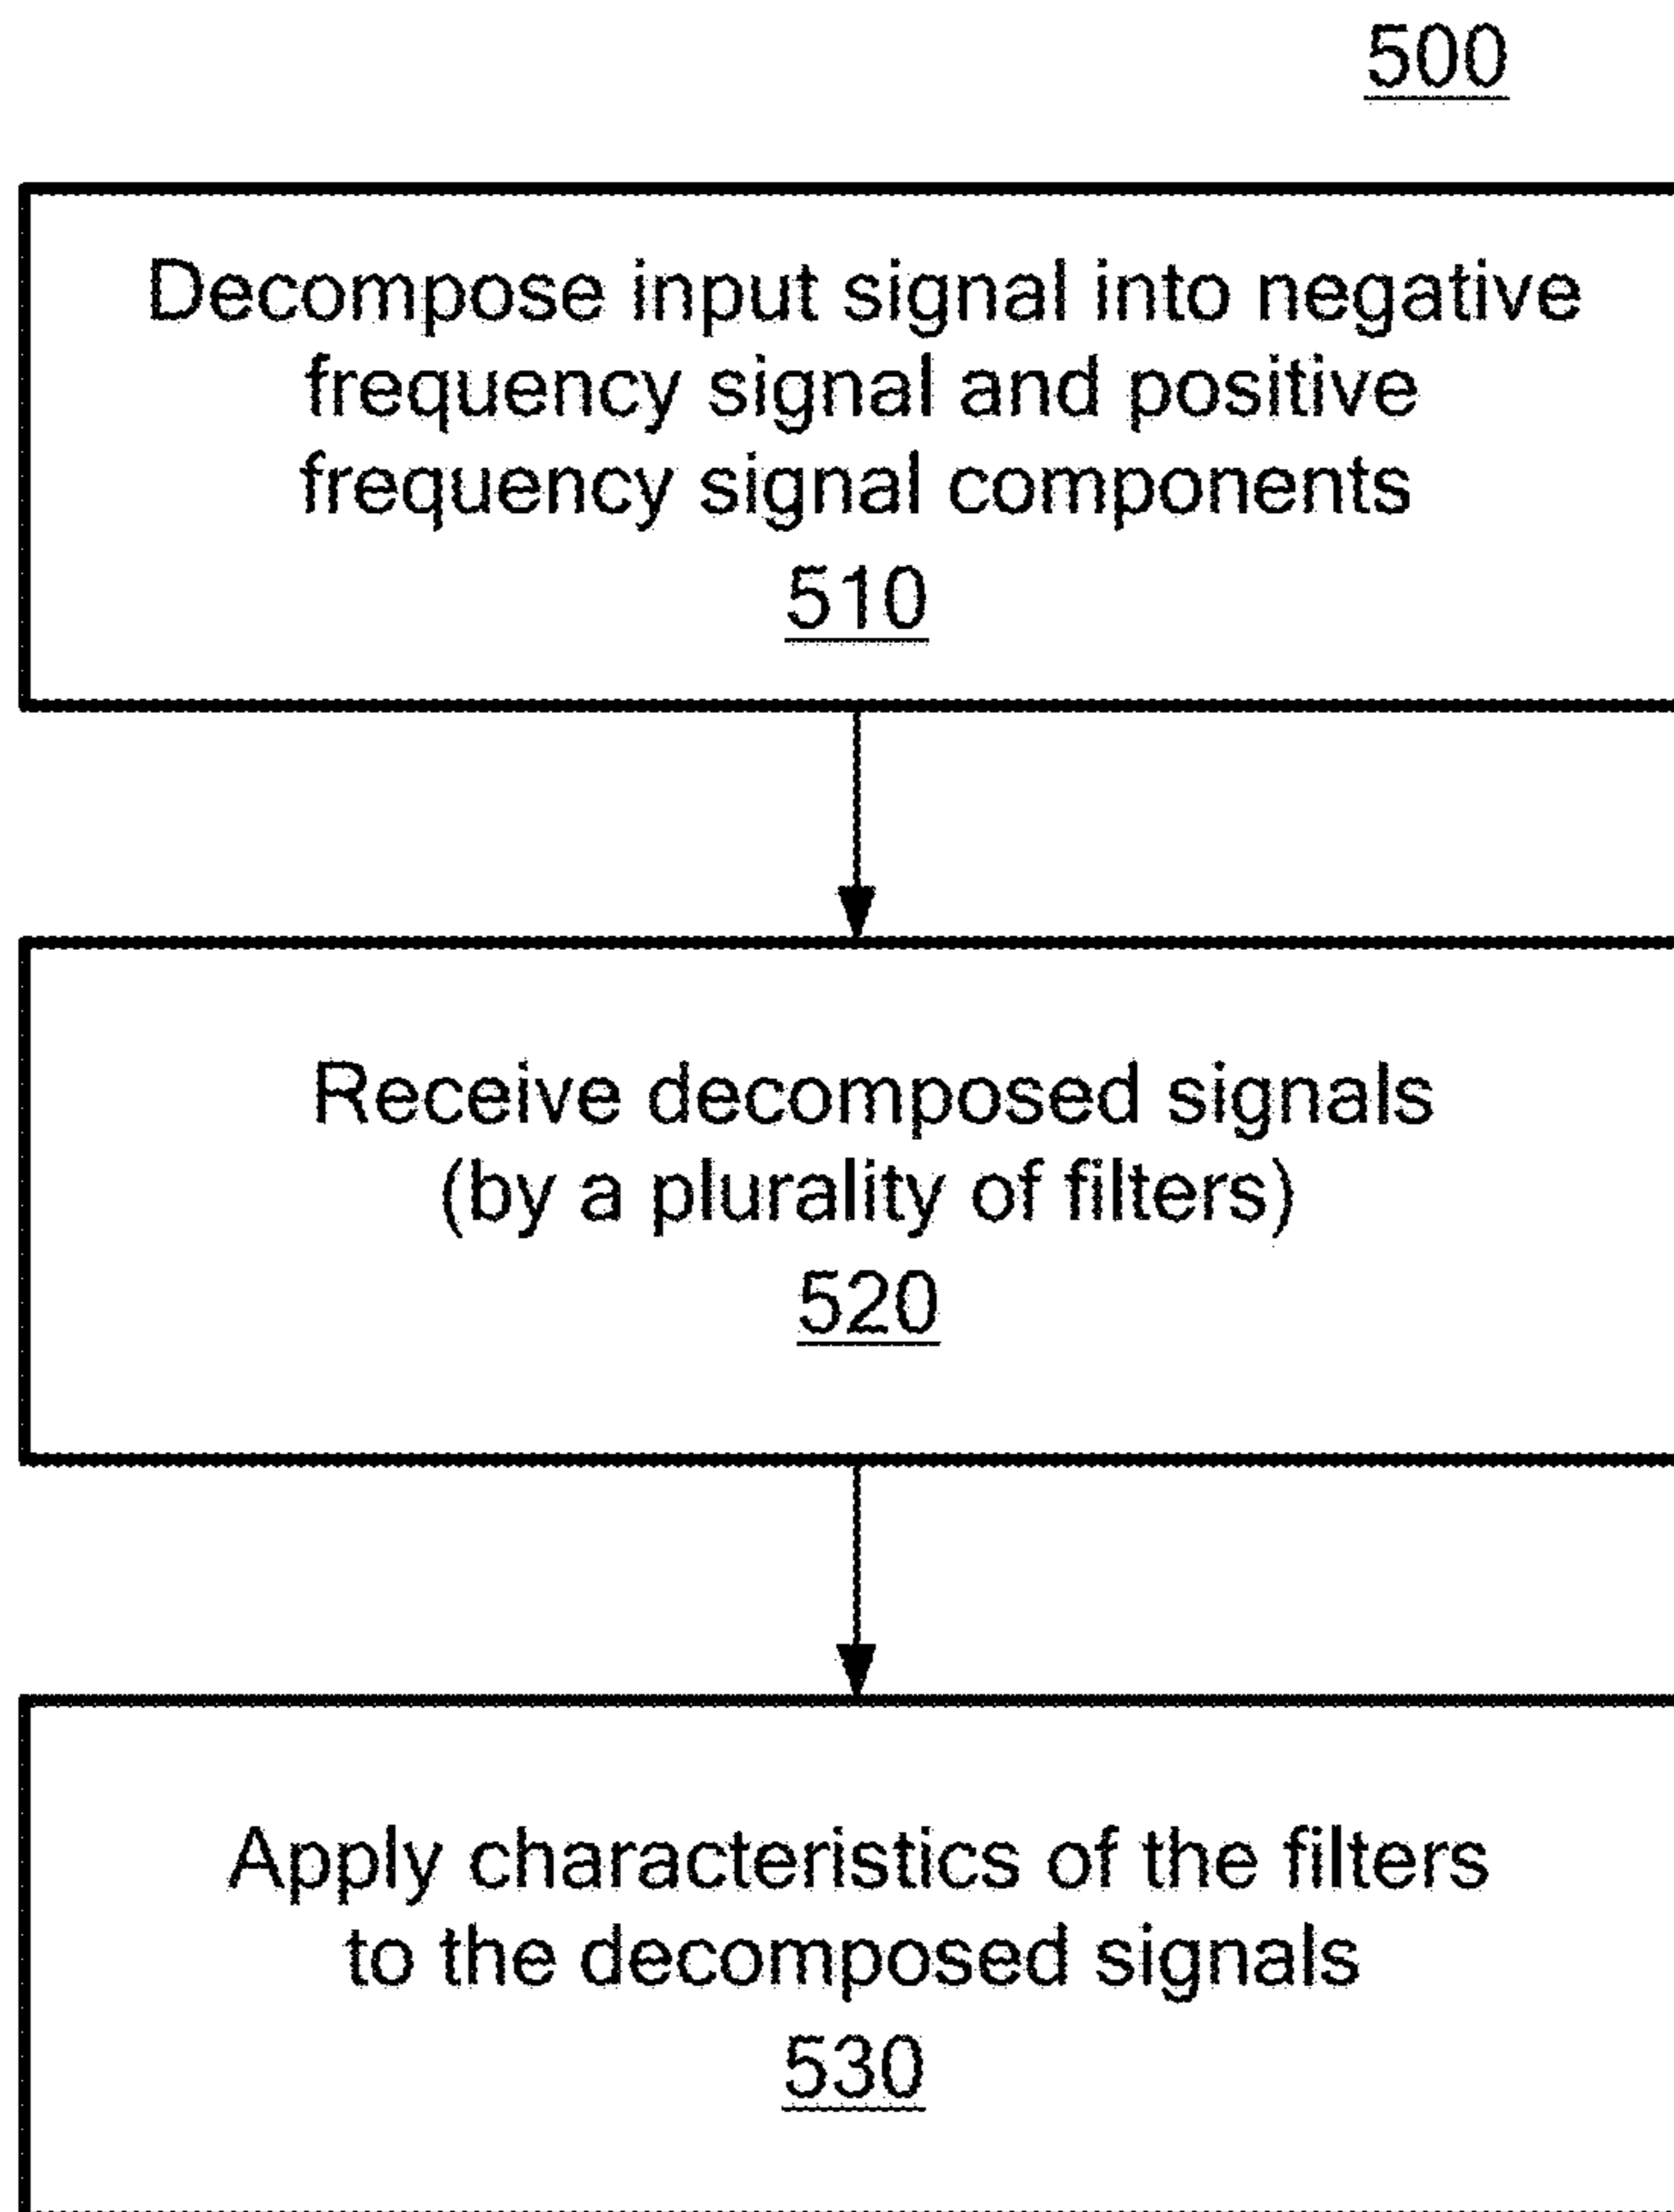 500
Decompose input signal into negative
frequency signal and positive
frequency signal components
510
Receive decomposed signals
(by a plurality of filters)
520
Apply characteristics of the filters
to the decomposed signals
530